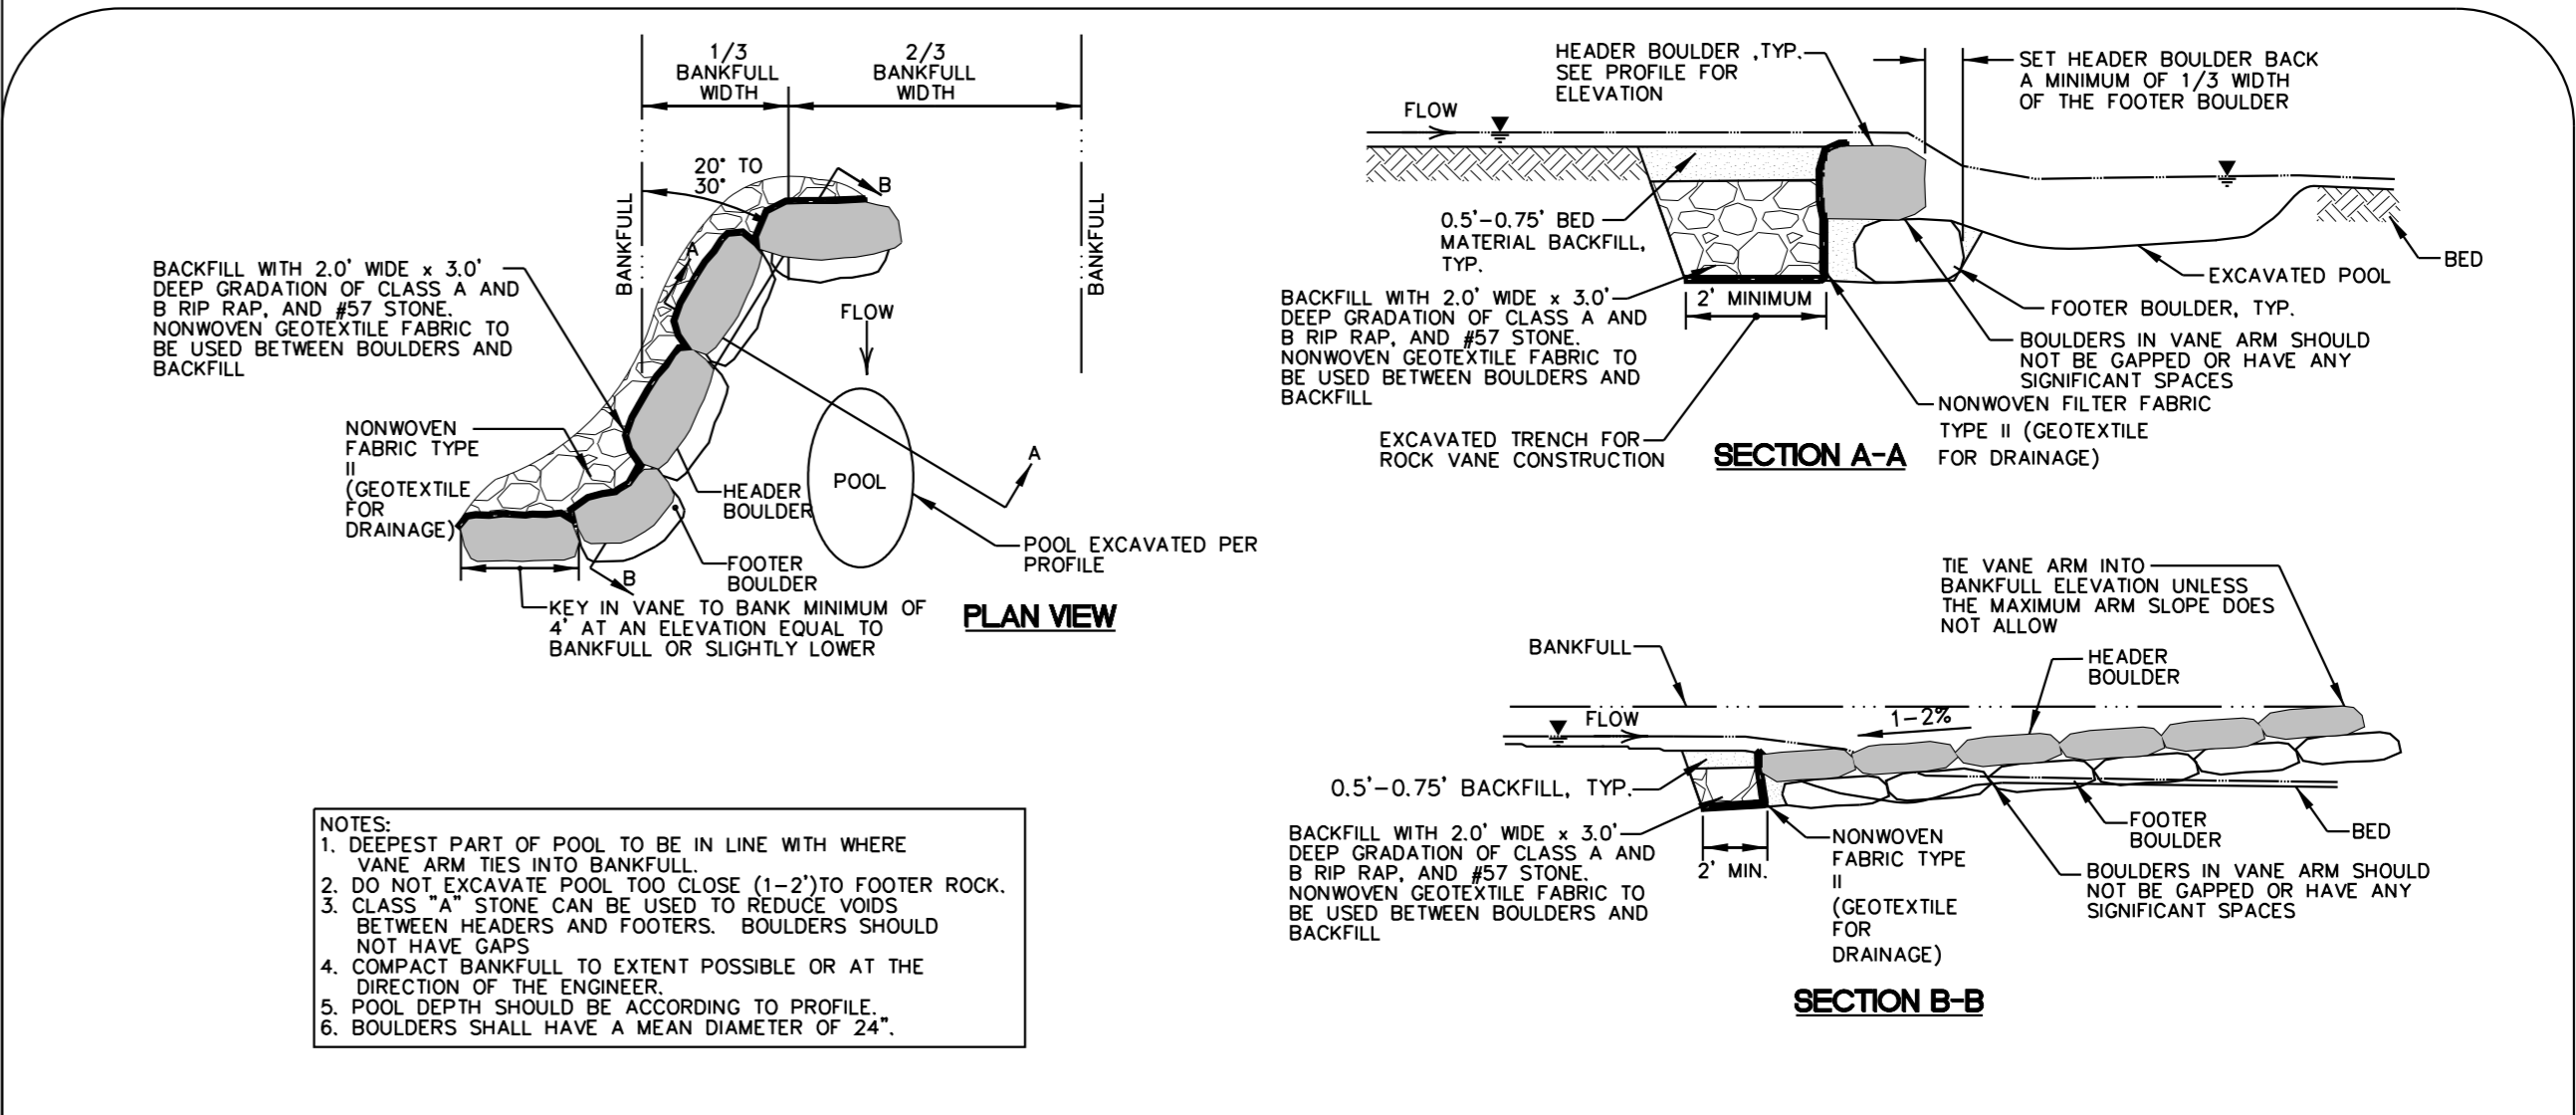 1/3
BANKFULL
WIDTH
2/3
BANKFULL
WIDTH
20° TO
30°
B
BANKFULL
BANKFULL
A
FLOW
BACKFILL WITH 2.0' WIDE x 3.0'
DEEP GRADATION OF CLASS A AND
B RIP RAP, AND #57 STONE.
NONWOVEN GEOTEXTILE FABRIC TO
BE USED BETWEEN BOULDERS AND
BACKFILL
NONWOVEN
FABRIC TYPE
II
(GEOTEXTILE
FOR
DRAINAGE)
A
POOL
HEADER
BOULDER
POOL EXCAVATED PER
PROFILE
FOOTER
BOULDER
B
KEY IN VANE TO BANK MINIMUM OF
4' AT AN ELEVATION EQUAL TO
BANKFULL OR SLIGHTLY LOWER
PLAN VIEW
HEADER BOULDER ,TYP.
SEE PROFILE FOR
ELEVATION
SET HEADER BOULDER BACK
A MINIMUM OF 1/3 WIDTH
OF THE FOOTER BOULDER
FLOW
0.5'-0.75' BED
MATERIAL BACKFILL,
TYP.
BED
EXCAVATED POOL
BACKFILL WITH 2.0' WIDE x 3.0'
DEEP GRADATION OF CLASS A AND
B RIP RAP, AND #57 STONE.
NONWOVEN GEOTEXTILE FABRIC TO
BE USED BETWEEN BOULDERS AND
BACKFILL
2' MINIMUM
FOOTER BOULDER, TYP.
BOULDERS IN VANE ARM SHOULD
NOT BE GAPPED OR HAVE ANY
SIGNIFICANT SPACES
NONWOVEN FILTER FABRIC
TYPE II (GEOTEXTILE
FOR DRAINAGE)
EXCAVATED TRENCH FOR
ROCK VANE CONSTRUCTION
SECTION A-A
TIE VANE ARM INTO
BANKFULL ELEVATION UNLESS
THE MAXIMUM ARM SLOPE DOES
NOT ALLOW
BANKFULL
HEADER
BOULDER
FLOW
1-2%
0.5'-0.75' BACKFILL, TYP.
BACKFILL WITH 2.0' WIDE x 3.0'
DEEP GRADATION OF CLASS A AND
B RIP RAP, AND #57 STONE.
NONWOVEN GEOTEXTILE FABRIC TO
BE USED BETWEEN BOULDERS AND
BACKFILL
2' MIN.
NONWOVEN
FABRIC TYPE
II
(GEOTEXTILE
FOR
DRAINAGE)
FOOTER
BOULDER
BED
BOULDERS IN VANE ARM SHOULD
NOT BE GAPPED OR HAVE ANY
SIGNIFICANT SPACES
SECTION B-B
NOTES:
1. DEEPEST PART OF POOL TO BE IN LINE WITH WHERE
VANE ARM TIES INTO BANKFULL.
2. DO NOT EXCAVATE POOL TOO CLOSE (1-2')TO FOOTER ROCK.
3. CLASS "A" STONE CAN BE USED TO REDUCE VOIDS
BETWEEN HEADERS AND FOOTERS. BOULDERS SHOULD
NOT HAVE GAPS
4. COMPACT BANKFULL TO EXTENT POSSIBLE OR AT THE
DIRECTION OF THE ENGINEER.
5. POOL DEPTH SHOULD BE ACCORDING TO PROFILE.
6. BOULDERS SHALL HAVE A MEAN DIAMETER OF 24".